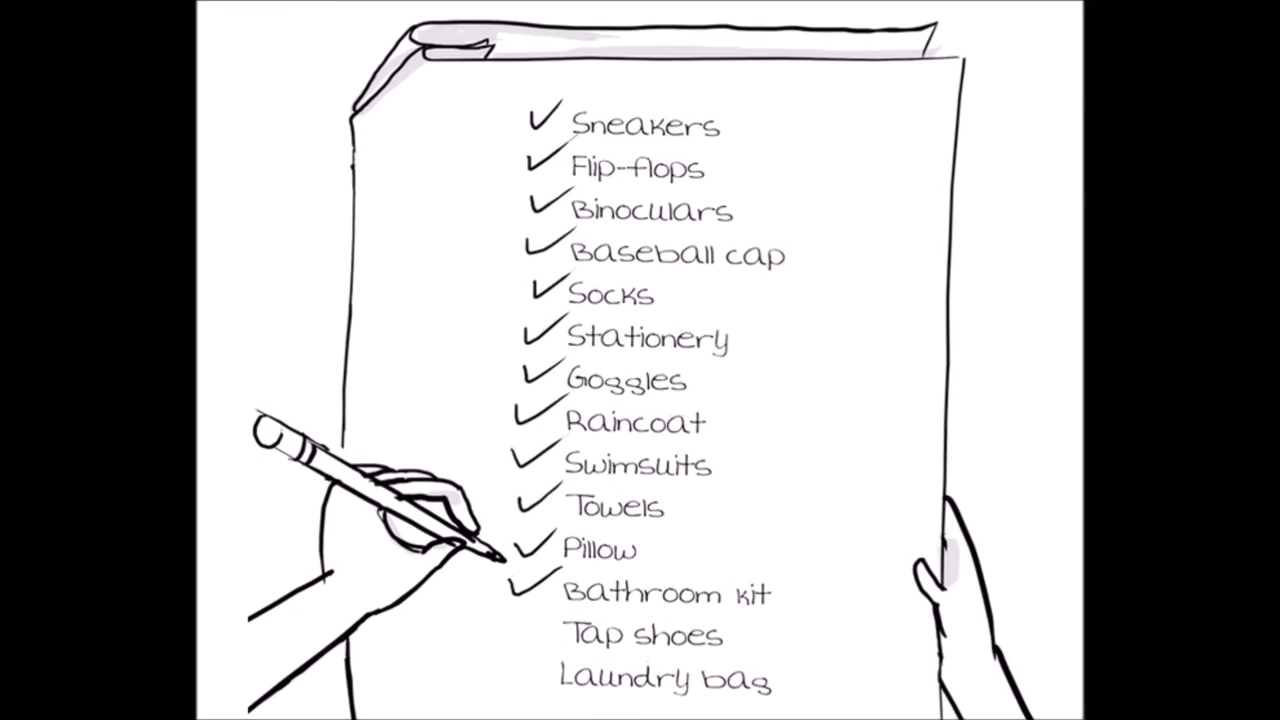 Sneakers
Flip-flops
Binoculars
Baseball cap
Socks
Stationery
Goggles
Raincoat
Swimsuits
Towels
Pillow
Bathroom kit
Tap shoes
Laundry bag